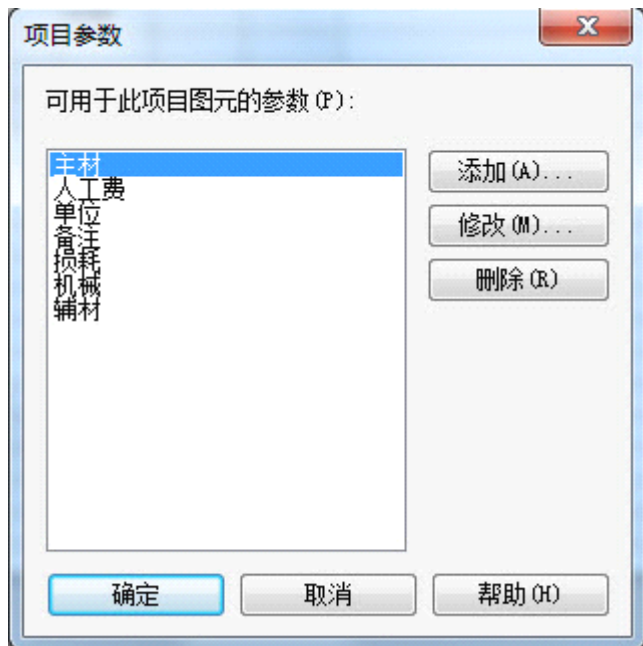 项目参数
可用于此项目图元的参数(P):
主材
人工费
单位
备注
损耗
机械
辅材
添加(A)...
修改(M)...
删除(R)
确定
取消
帮助(H)